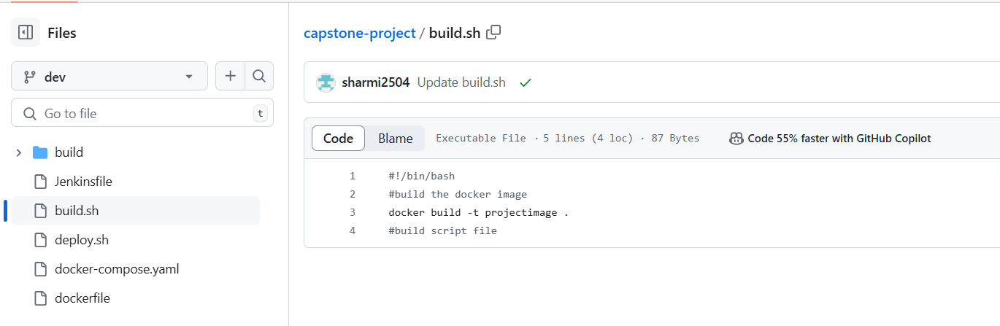 Files
dev
Go to file
t
build
Jenkinsfile
build.sh
deploy.sh
docker-compose.yaml
dockerfile
capstone-project / build.sh
sharmi2504 Update build.sh
Code Blame Executable File · 5 lines (4 loc) · 87 Bytes Code 55% faster with GitHub Copilot
1 #!/bin/bash
2 #build the docker image
3 docker build -t projectimage .
4 #build script file